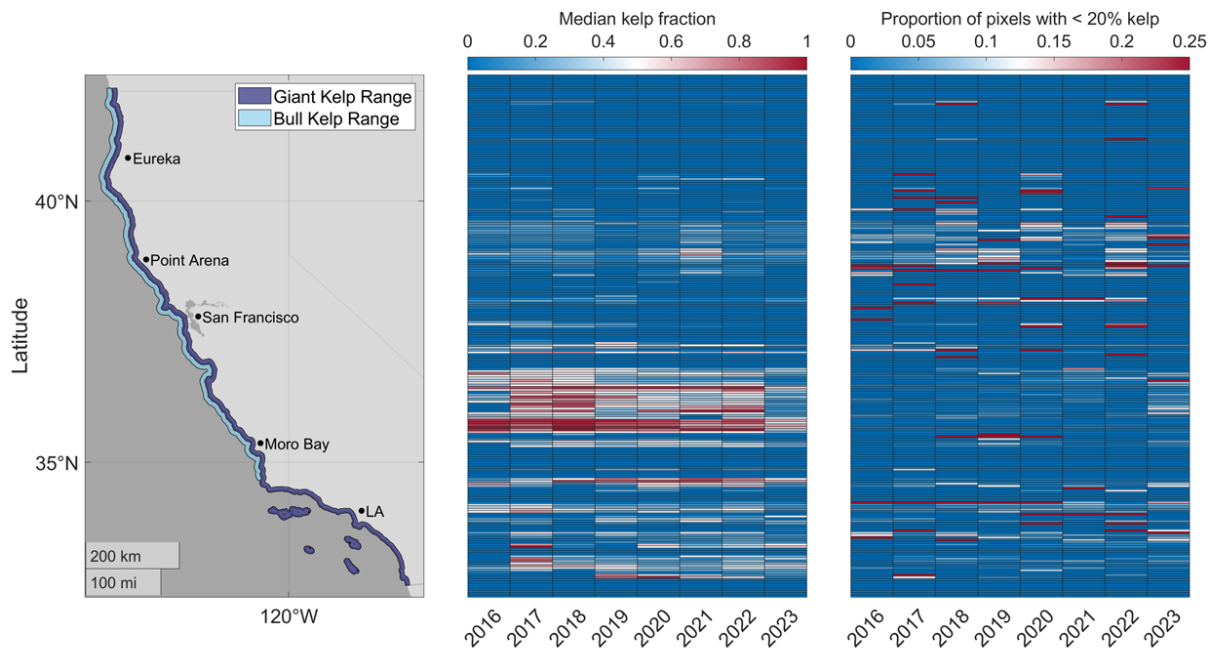 Median kelp fraction
Proportion of pixels with < 20% kelp
0 0.2 0.4 0.6 0.8 1
0 0.05 0.1 0.15 0.2 0.25
Giant Kelp Range
Bull Kelp Range
Eureka
40°N
Point Arena
San Francisco
Latitude
Moro Bay
35°N
LA
200 km
100 mi
120°W
2016 2017 2018 2019 2020 2021 2022 2023
2016 2017 2018 2019 2020 2021 2022 2023